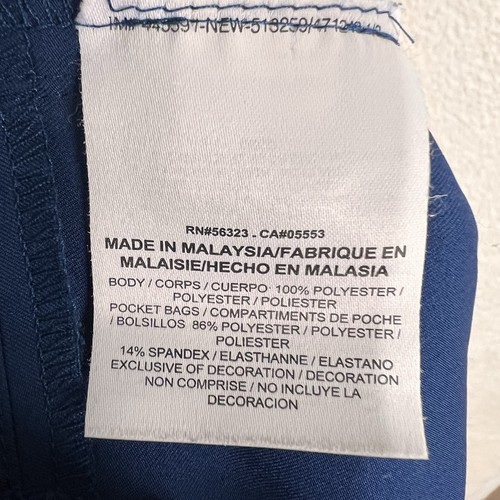 RN#56323 - CA#05553
MADE IN MALAYSIA/FABRIQUE EN
MALAISIE/HECHO EN MALASIA
BODY / CORPS / CUERPO 100% POLYESTER /
POLYESTER / POLIESTER
POCKET BAGS / COMPARTIMENTS DE POCHE
/ BOLSILLOS 86% POLYESTER / POLYESTER /
POLIESTER
14% SPANDEX / ELASTHANNE / ELASTANO
EXCLUSIVE OF DECORATION / DECORATION
NON COMPRISE / NO INCLUYE LA
DECORACION